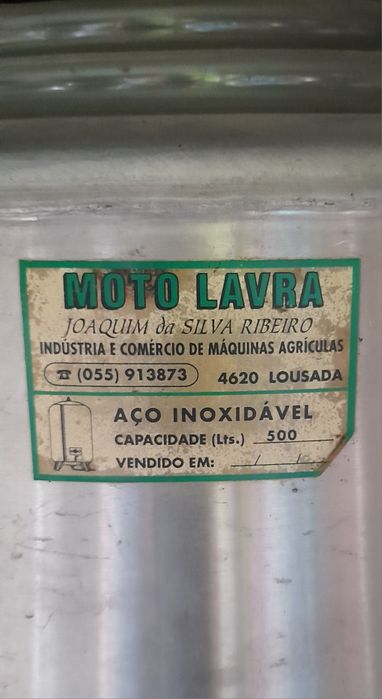 MOTO LAVRA
JOAQUIM da SILVA RIBEIRO
INDÚSTRIA E COMÉRCIO DE MÁQUINAS AGRÍCULAS
☎ (055) 913873 4620 LOUSADA
AÇO INOXIDÁVEL
CAPACIDADE (Lts.) 500
VENDIDO EM: / /